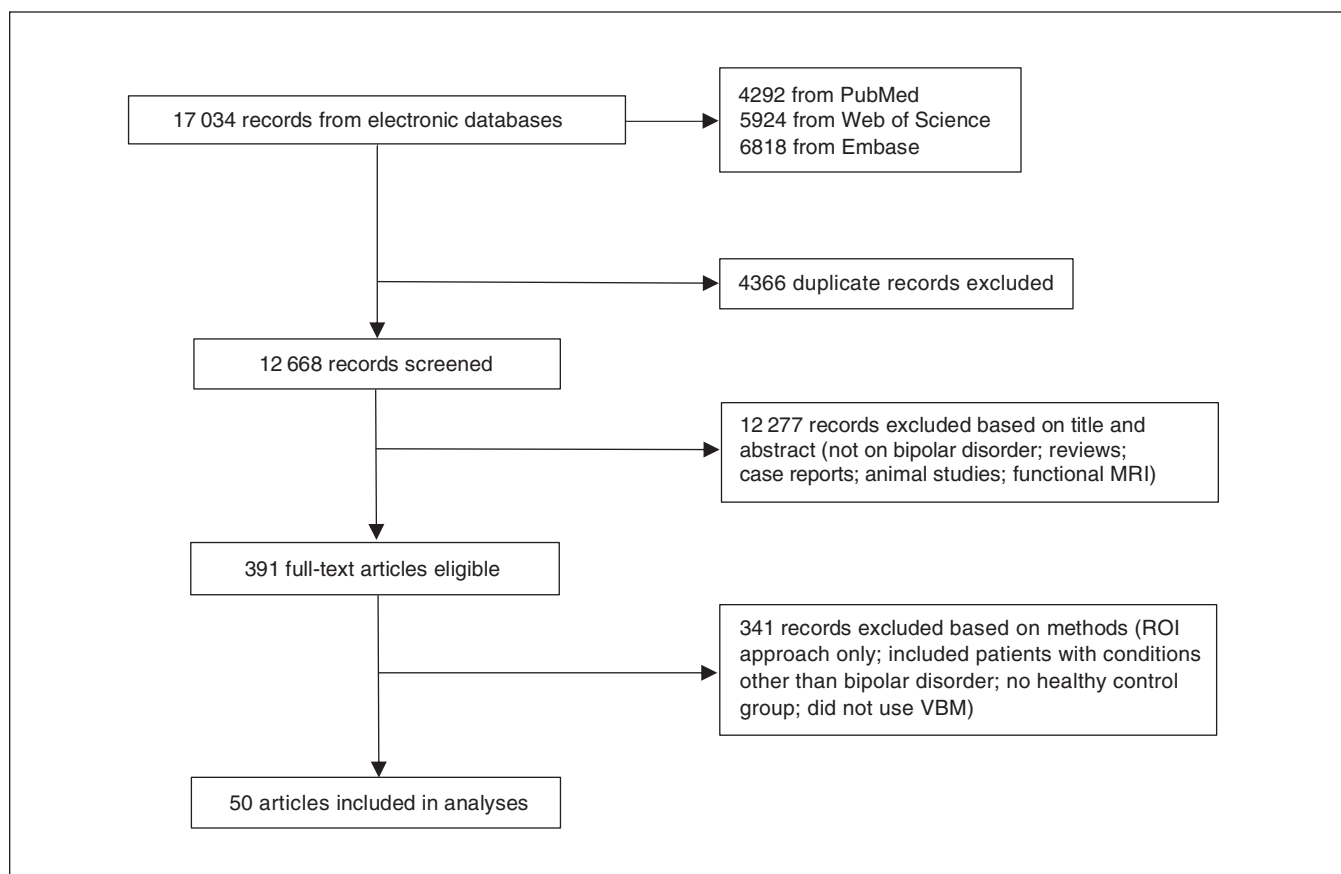 17 034 records from electronic databases
4292 from PubMed
5924 from Web of Science
6818 from Embase
4366 duplicate records excluded
12 668 records screened
12 277 records excluded based on title and
abstract (not on bipolar disorder; reviews;
case reports; animal studies; functional MRI)
391 full-text articles eligible
341 records excluded based on methods (ROI
approach only; included patients with conditions
other than bipolar disorder; no healthy control
group; did not use VBM)
50 articles included in analyses